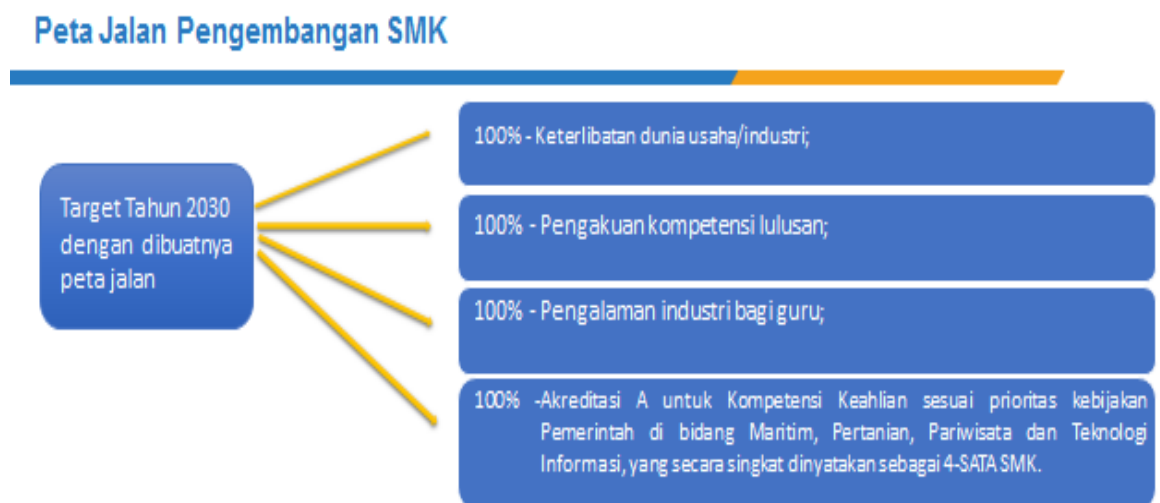 Peta Jalan Pengembangan SMK
Target Tahun 2030
dengan dibuatnya
peta jalan
100% - Keterlibatan dunia usaha/industri;
100% - Pengakuan kompetensi lulusan;
100% - Pengalaman industri bagi guru;
100% -Akreditasi A untuk Kompetensi Keahlian sesuai prioritas kebijakan
Pemerintah di bidang Maritim, Pertanian, Pariwisata dan Teknologi
Informasi, yang secara singkat dinyatakan sebagai 4-SATA SMK.